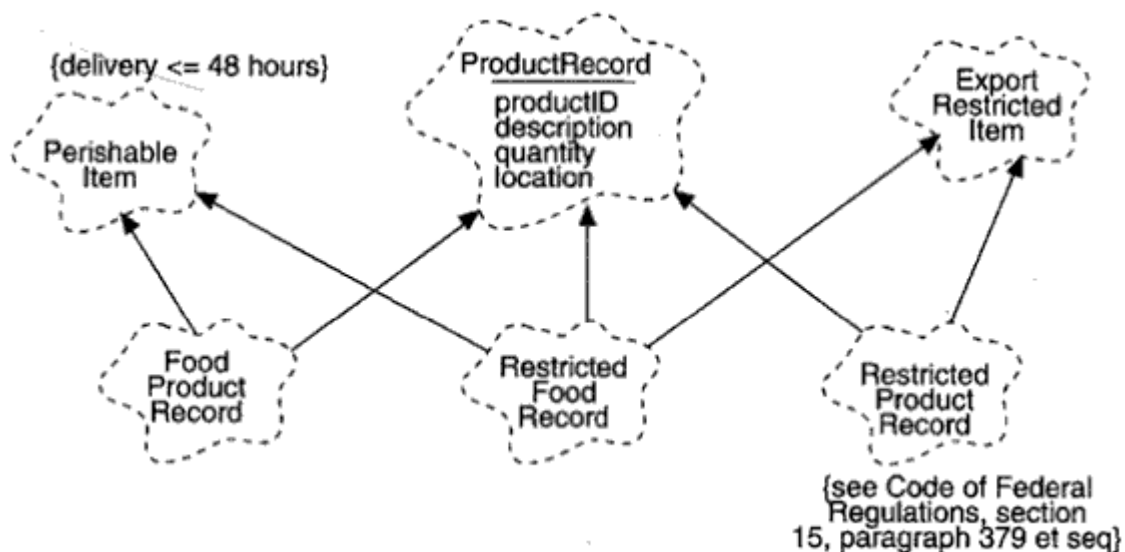 {delivery <= 48 hours}
Perishable
Item
ProductRecord
productID
description
quantity
location
Export
Restricted
Item
Food
Product
Record
Restricted
Food
Record
Restricted
Product
Record
{see Code of Federal
Regulations, section
15, paragraph 379 et seq}